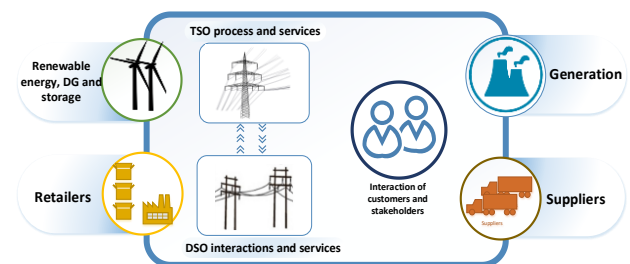 TSO process and services
Renewable
energy, DG and
storage
Generation
Retailers
Interaction of
customers and
stakeholders
Suppliers
Suppliers
DSO interactions and services